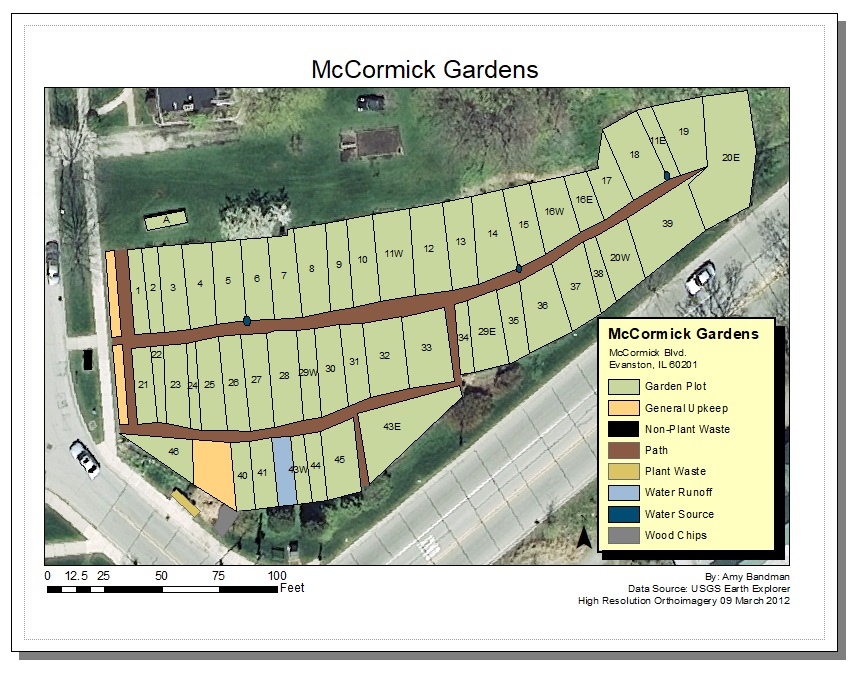 McCormick Gardens
19
11E
18
20E
17
16E
16W
A
39
15
14
13
12
20W
11W
10
9
8
7
6
5
4
3
2
1
38
37
36
35
29E
34
33
32
31
30
29W
28
27
26
25
24
23
22
21
43E
46
45
44
43W
41
40
McCormick Gardens
McCormick Blvd.
Evanston, IL 60201
Garden Plot
General Upkeep
Non-Plant Waste
Path
Plant Waste
Water Runoff
Water Source
Wood Chips
0 12.5 25 50 75 100
Feet
By: Amy Bandman
Data Source: USGS Earth Explorer
High Resolution Orthoimagery 09 March 2012